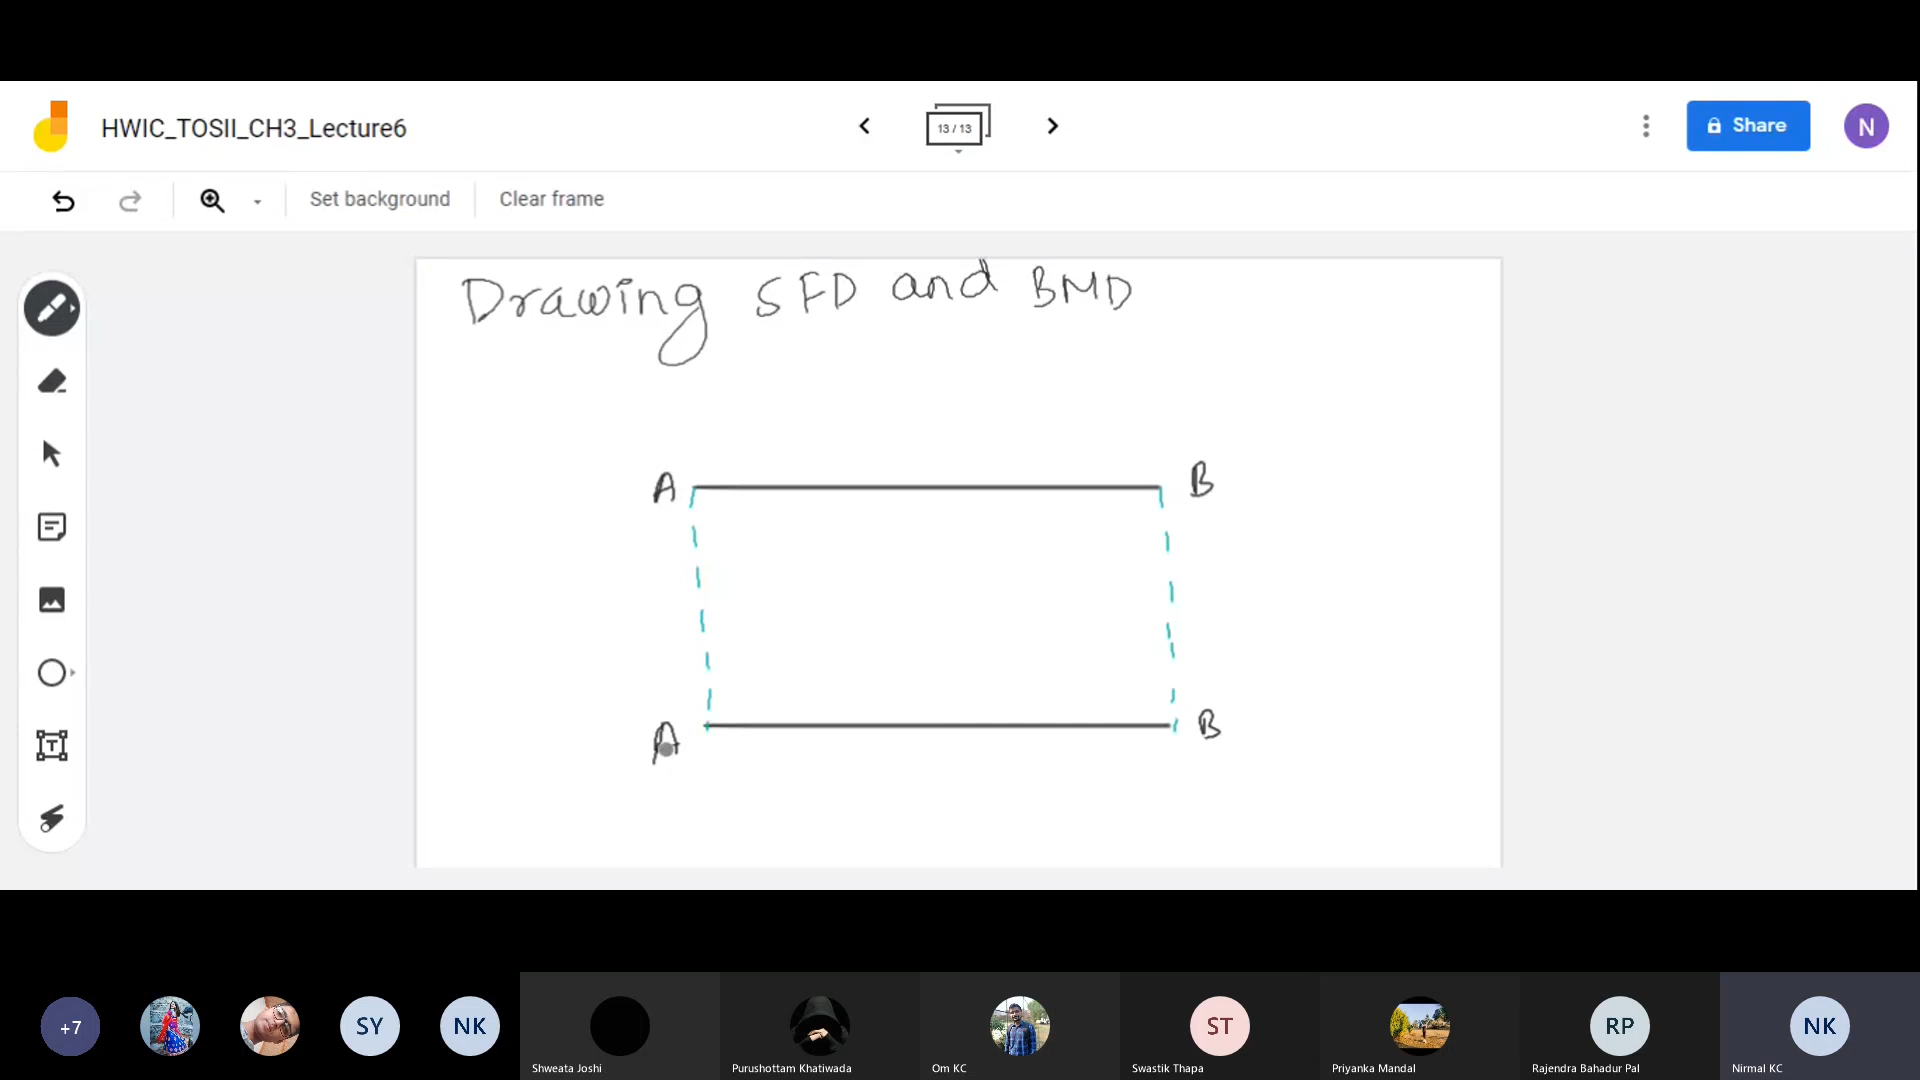 HWIC_TOSII_CH3_Lecture6
13 / 13
Share
N
Set background
Clear frame
Drawing SFD and BMD
A
B
A
B
T
+7
SY
NK
ST
RP
NK
Shweata Joshi
Purushottam Khatiwada
Om KC
Swastik Thapa
Priyanka Mandal
Rajendra Bahadur Pal
Nirmal KC